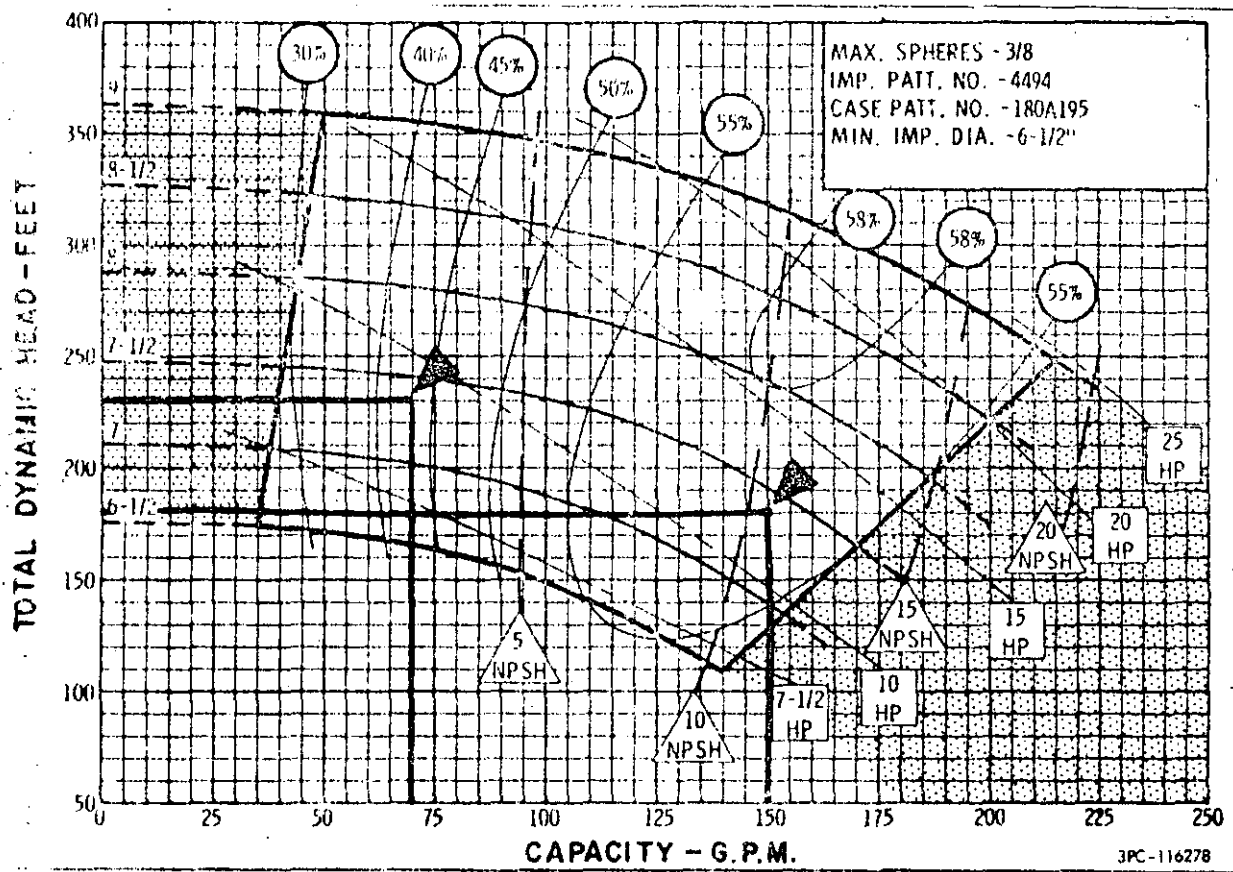 400
350
300
250
200
150
100
50
TOTAL DYNAMIC HEAD-FEET
9
8-1/2
8
7-1/2
7
6-1/2
30%
40%
45%
50%
55%
58%
58%
55%
MAX. SPHERES -3/8
IMP. PATT. NO. -4494
CASE PATT. NO. -180A195
MIN. IMP. DIA. -6-1/2"
25
HP
20
HP
15
HP
10
HP
7-1/2
HP
5
NPSH
10
NPSH
15
NPSH
20
NPSH
0 25 50 75 100 125 150 175 200 225 250
CAPACITY - G.P.M.
3PC-116278